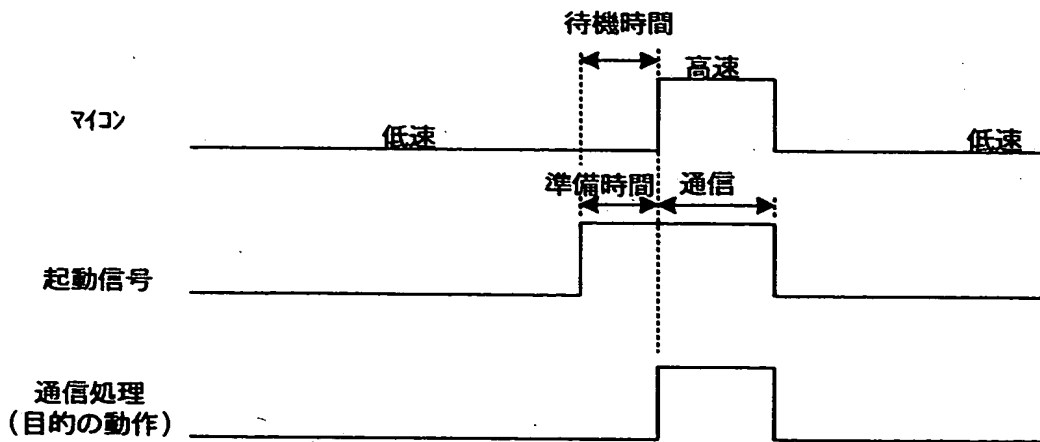 待機時間
高速
マイコン
低速
低速
準備時間
通信
起動信号
通信処理
(目的の動作)